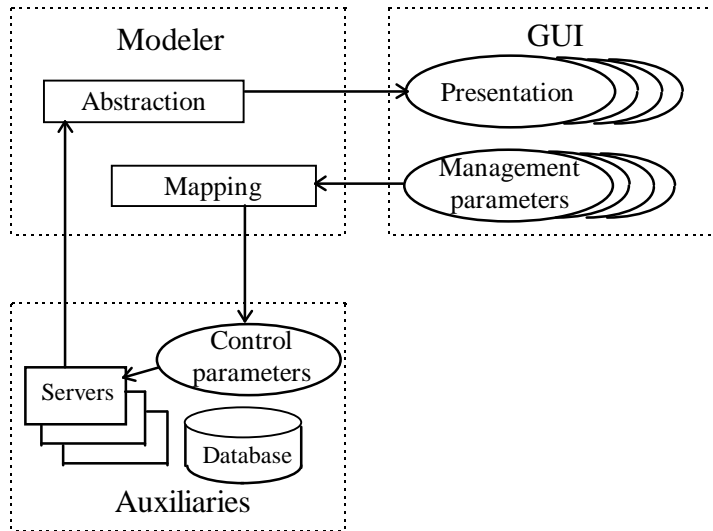 Modeler
GUI
Abstraction
Presentation
Mapping
Management
parameters
Control
parameters
Servers
Database
Auxiliaries